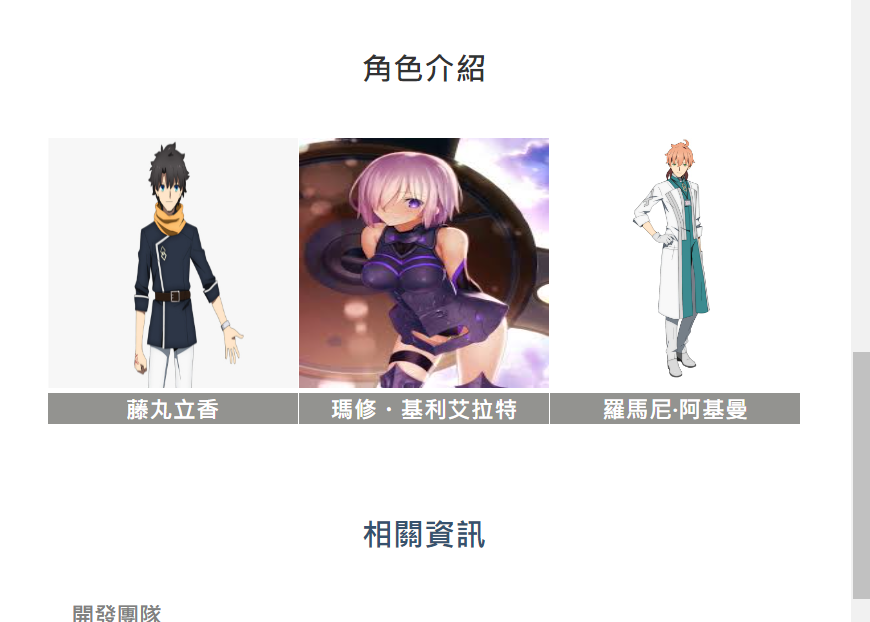 角色介紹
藤丸立香
瑪修・基利艾拉特
羅馬尼·阿基曼
相關資訊
開發團隊